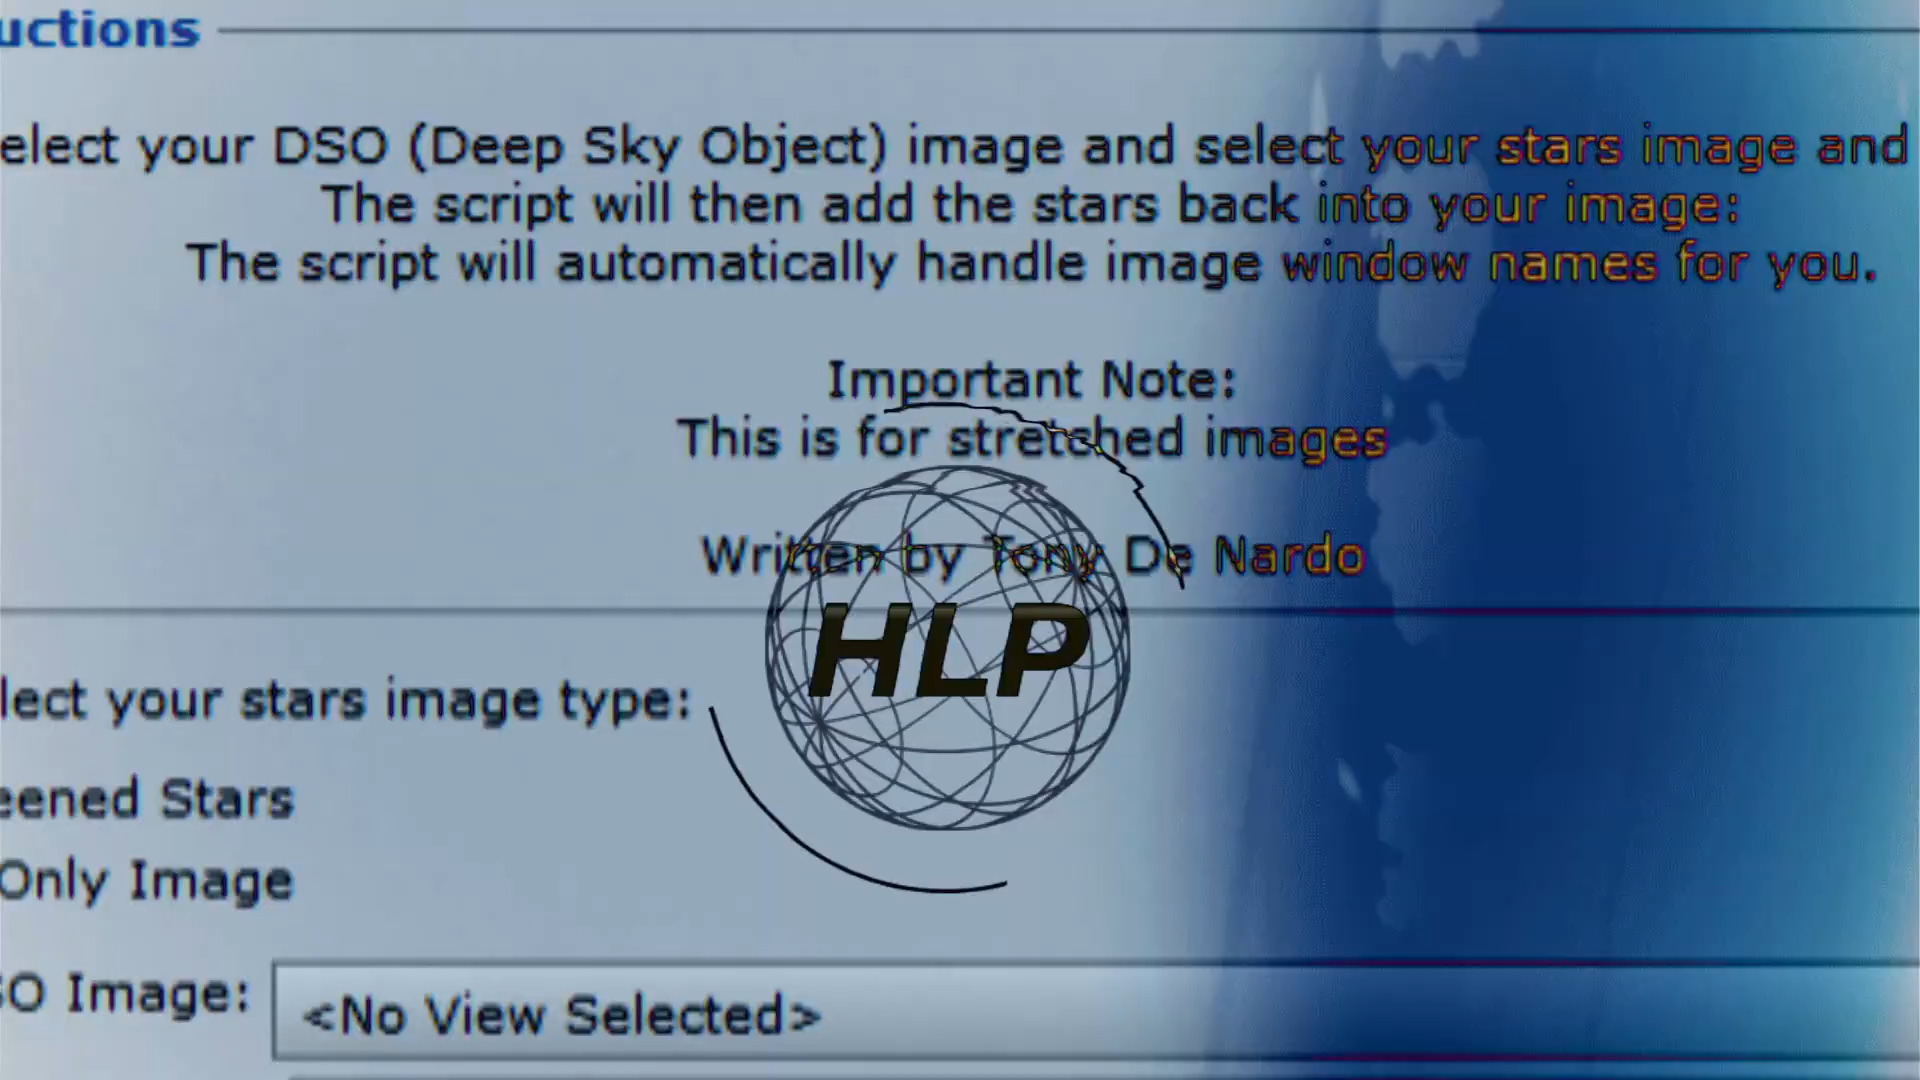 uctions
elect your DSO (Deep Sky Object) image and select your stars image and
The script will then add the stars back into your image:
The script will automatically handle image window names for you.
Important Note:
This is for stretched images
Written by Tony De Nardo
HLP
lect your stars image type:
eened Stars
Only Image
SO Image:
<No View Selected>